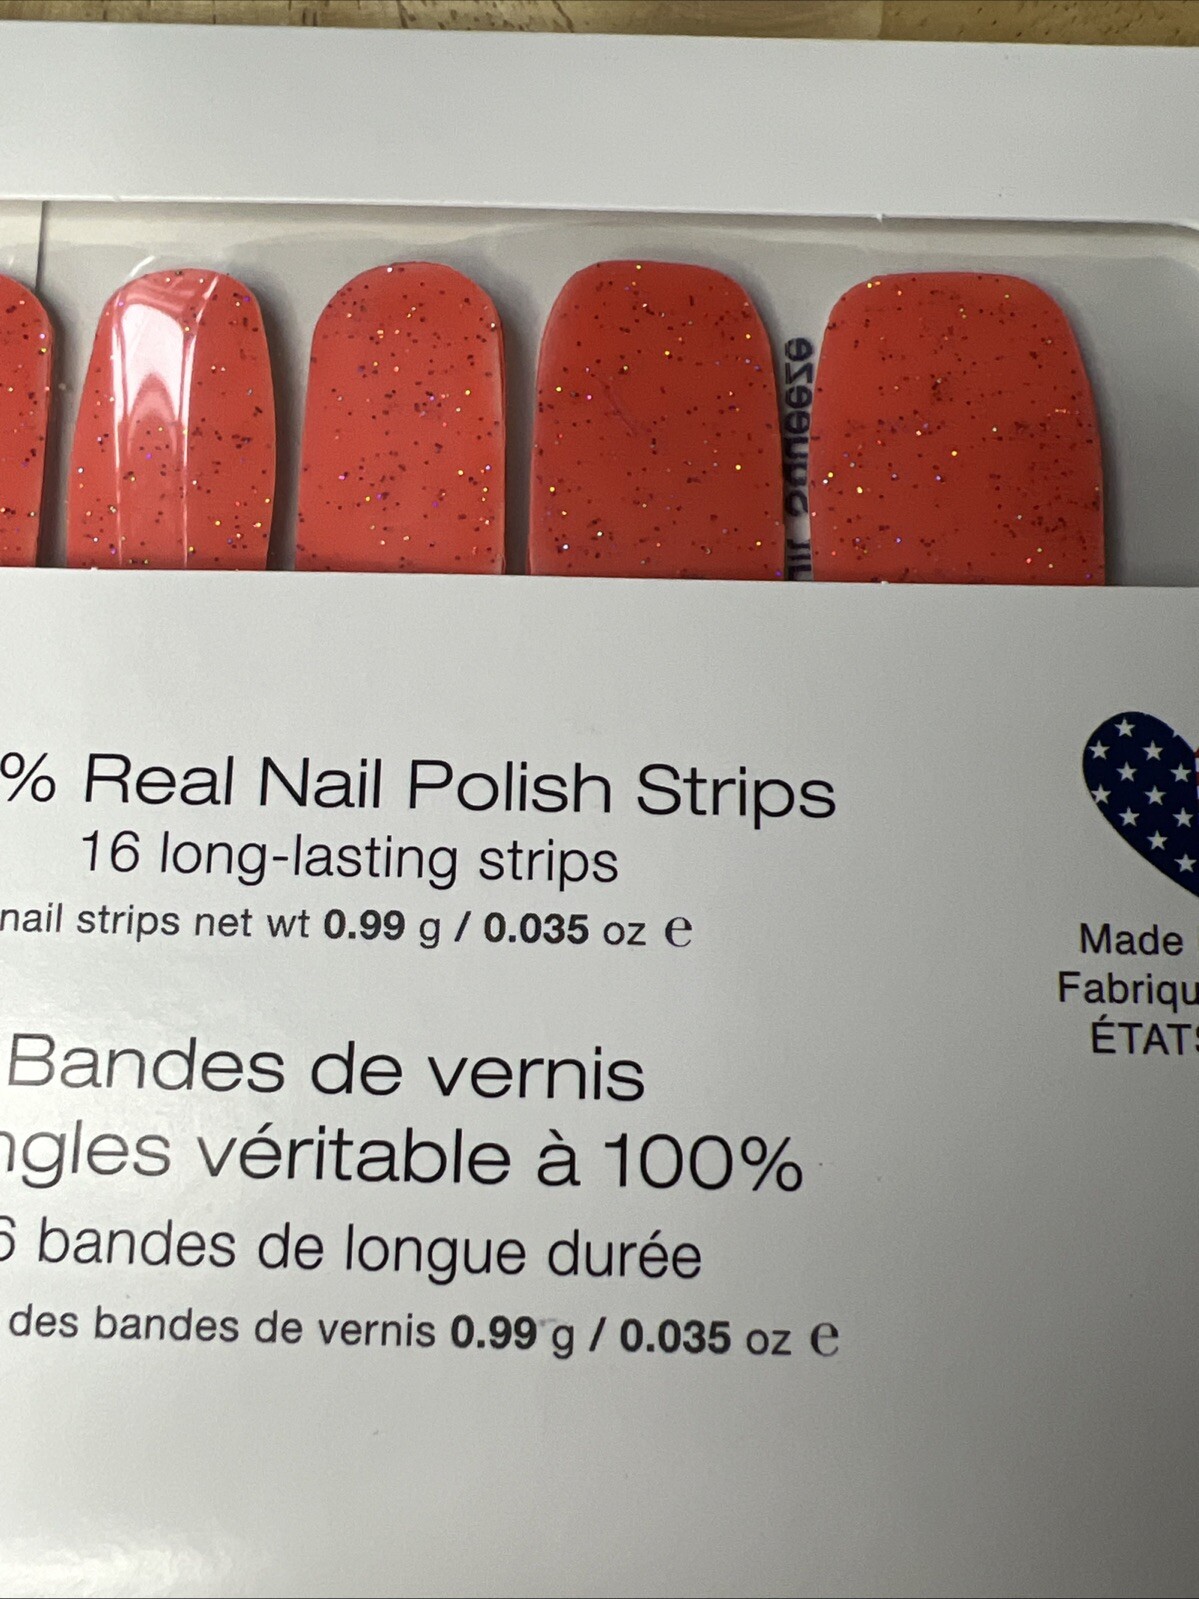 squeeze
% Real Nail Polish Strips
16 long-lasting strips
nail strips net wt 0.99 g / 0.035 oz ℮
Bandes de vernis
ngles véritable à 100%
6 bandes de longue durée
des bandes de vernis 0.99 g / 0.035 oz ℮
Made
Fabriqu
ÉTATS